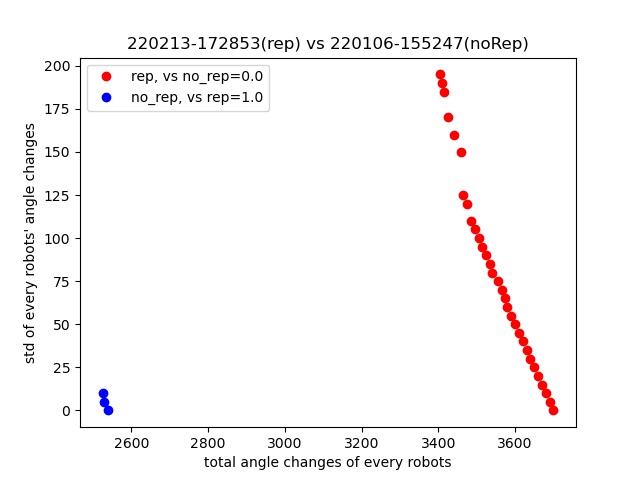 220213-172853(rep) vs 220106-155247(noRep)
rep, vs no_rep=0.0
no_rep, vs rep=1.0
std of every robots' angle changes
200
175
150
125
100
75
50
25
0
2600 2800 3000 3200 3400 3600
total angle changes of every robots